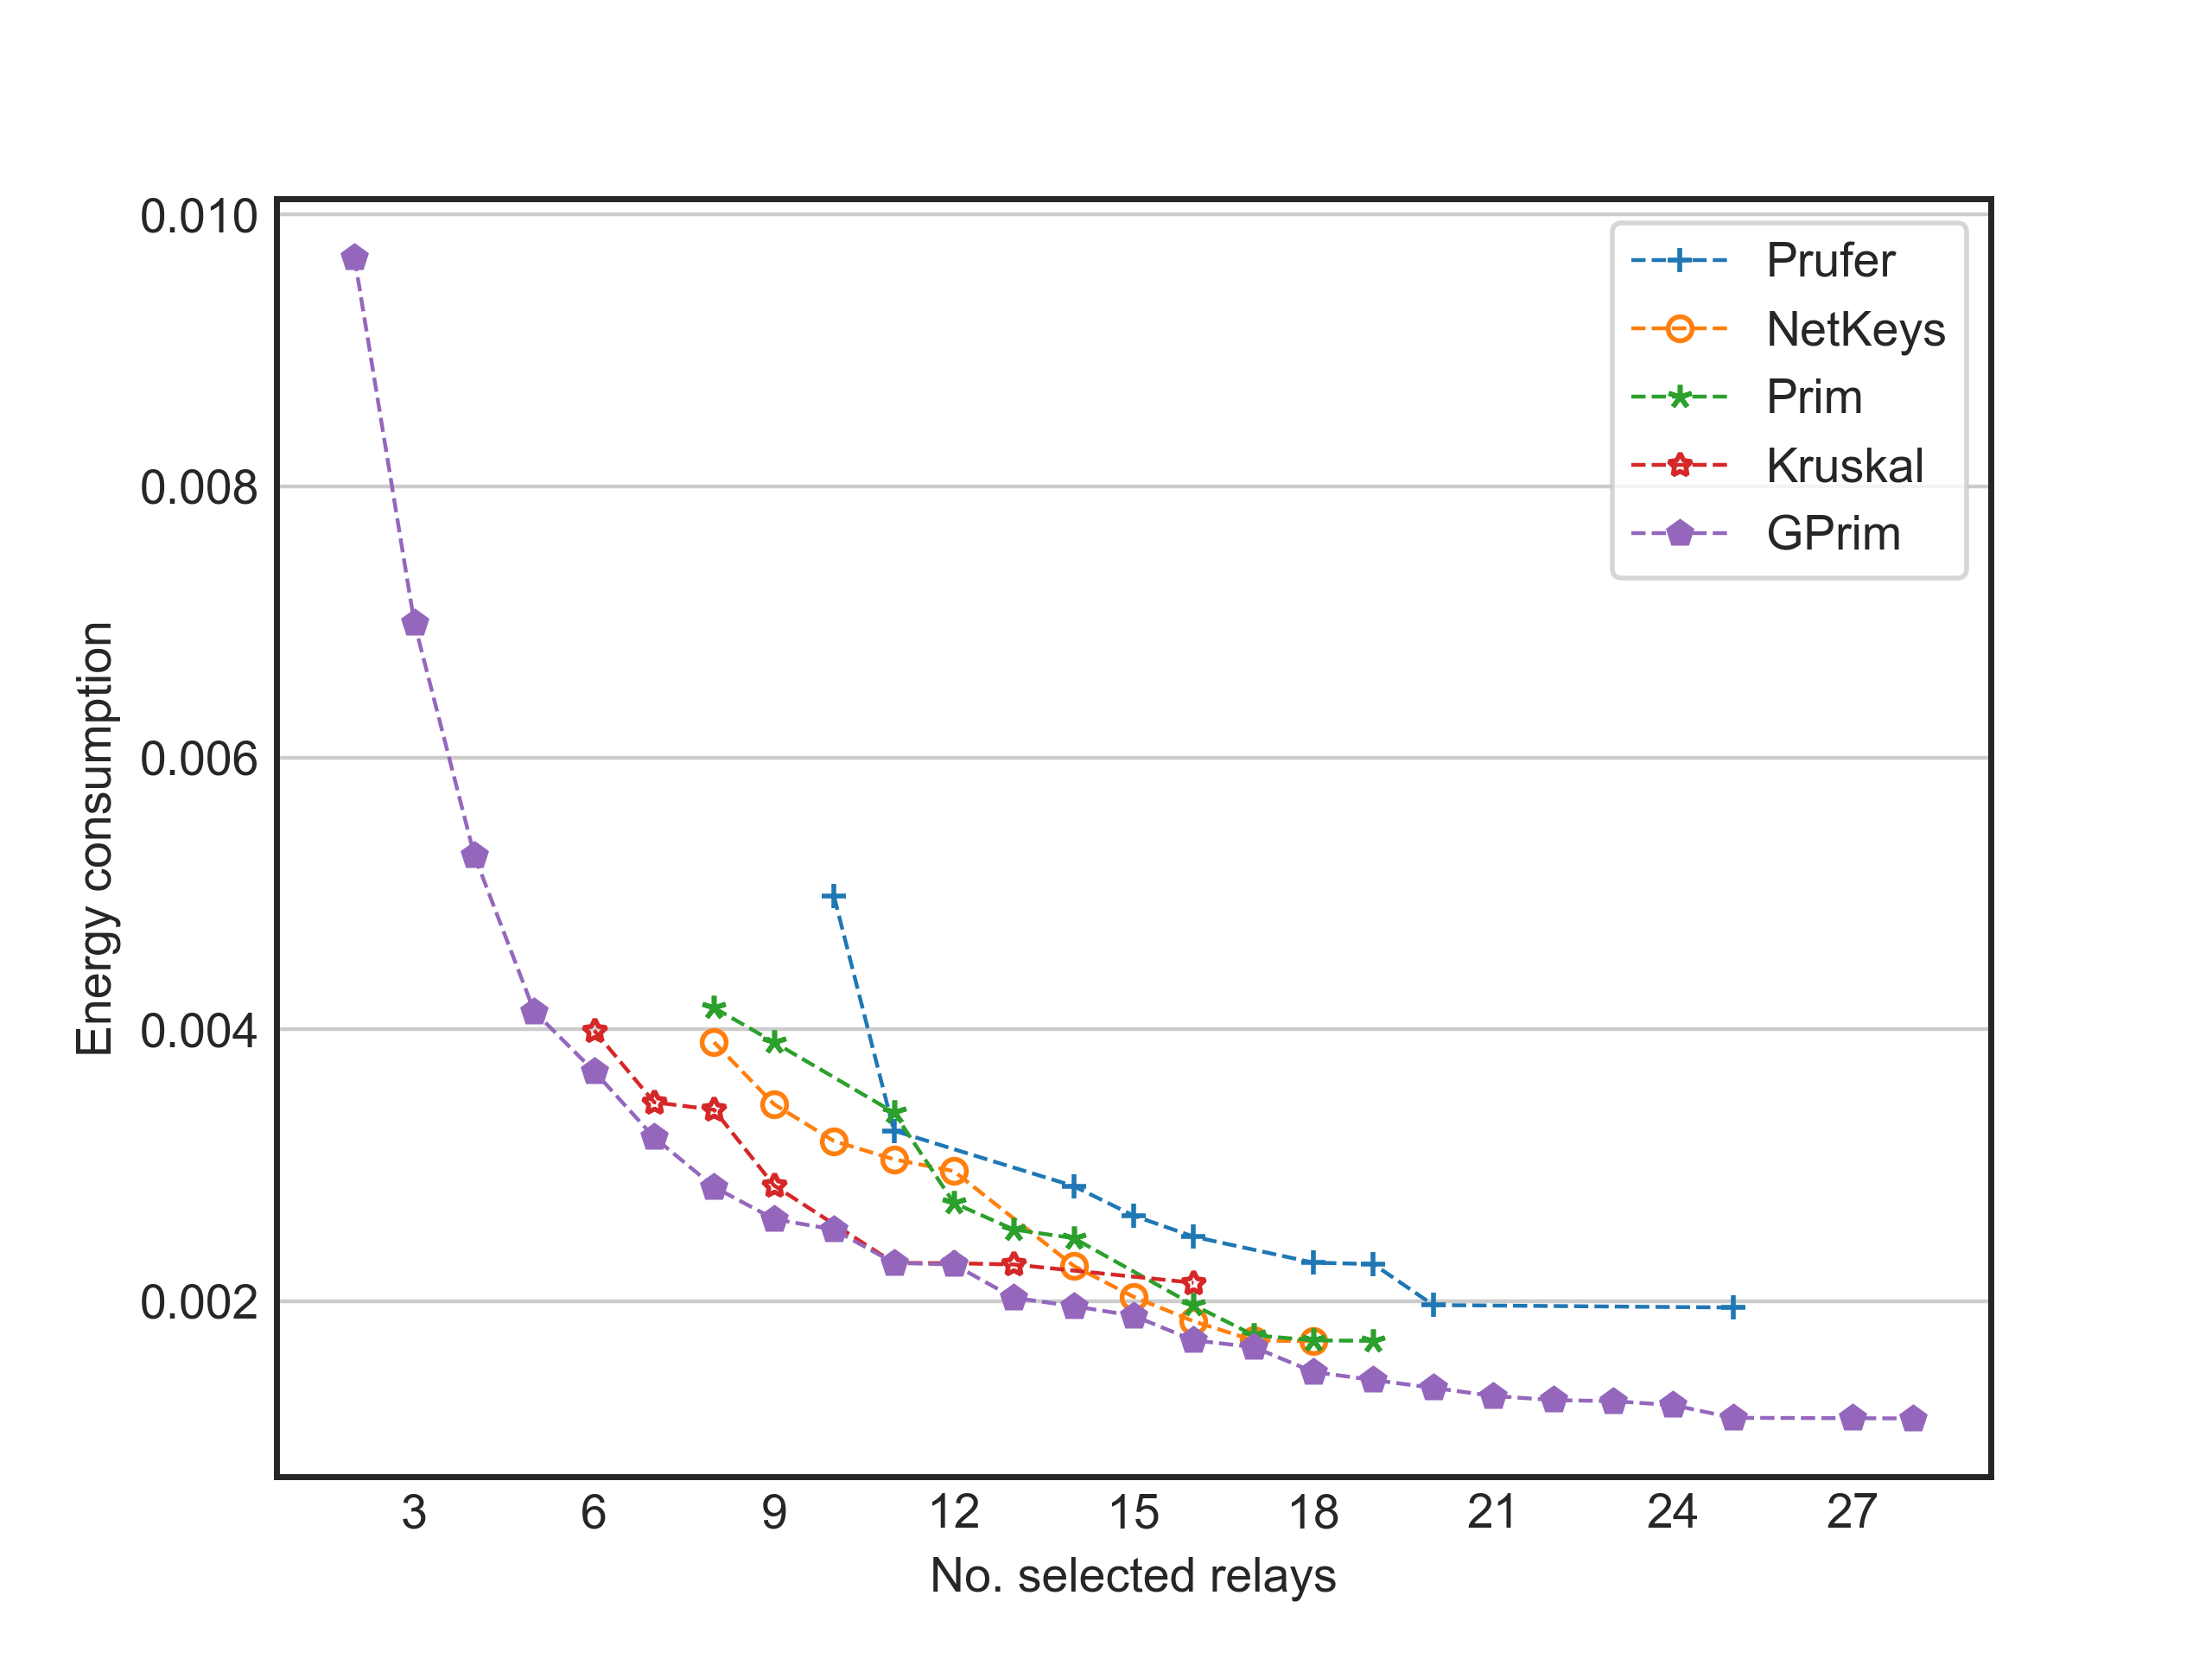 0.010
0.008
0.006
0.004
0.002
Energy consumption
3 6 9 12 15 18 21 24 27
No. selected relays
Prufer
NetKeys
Prim
Kruskal
GPrim